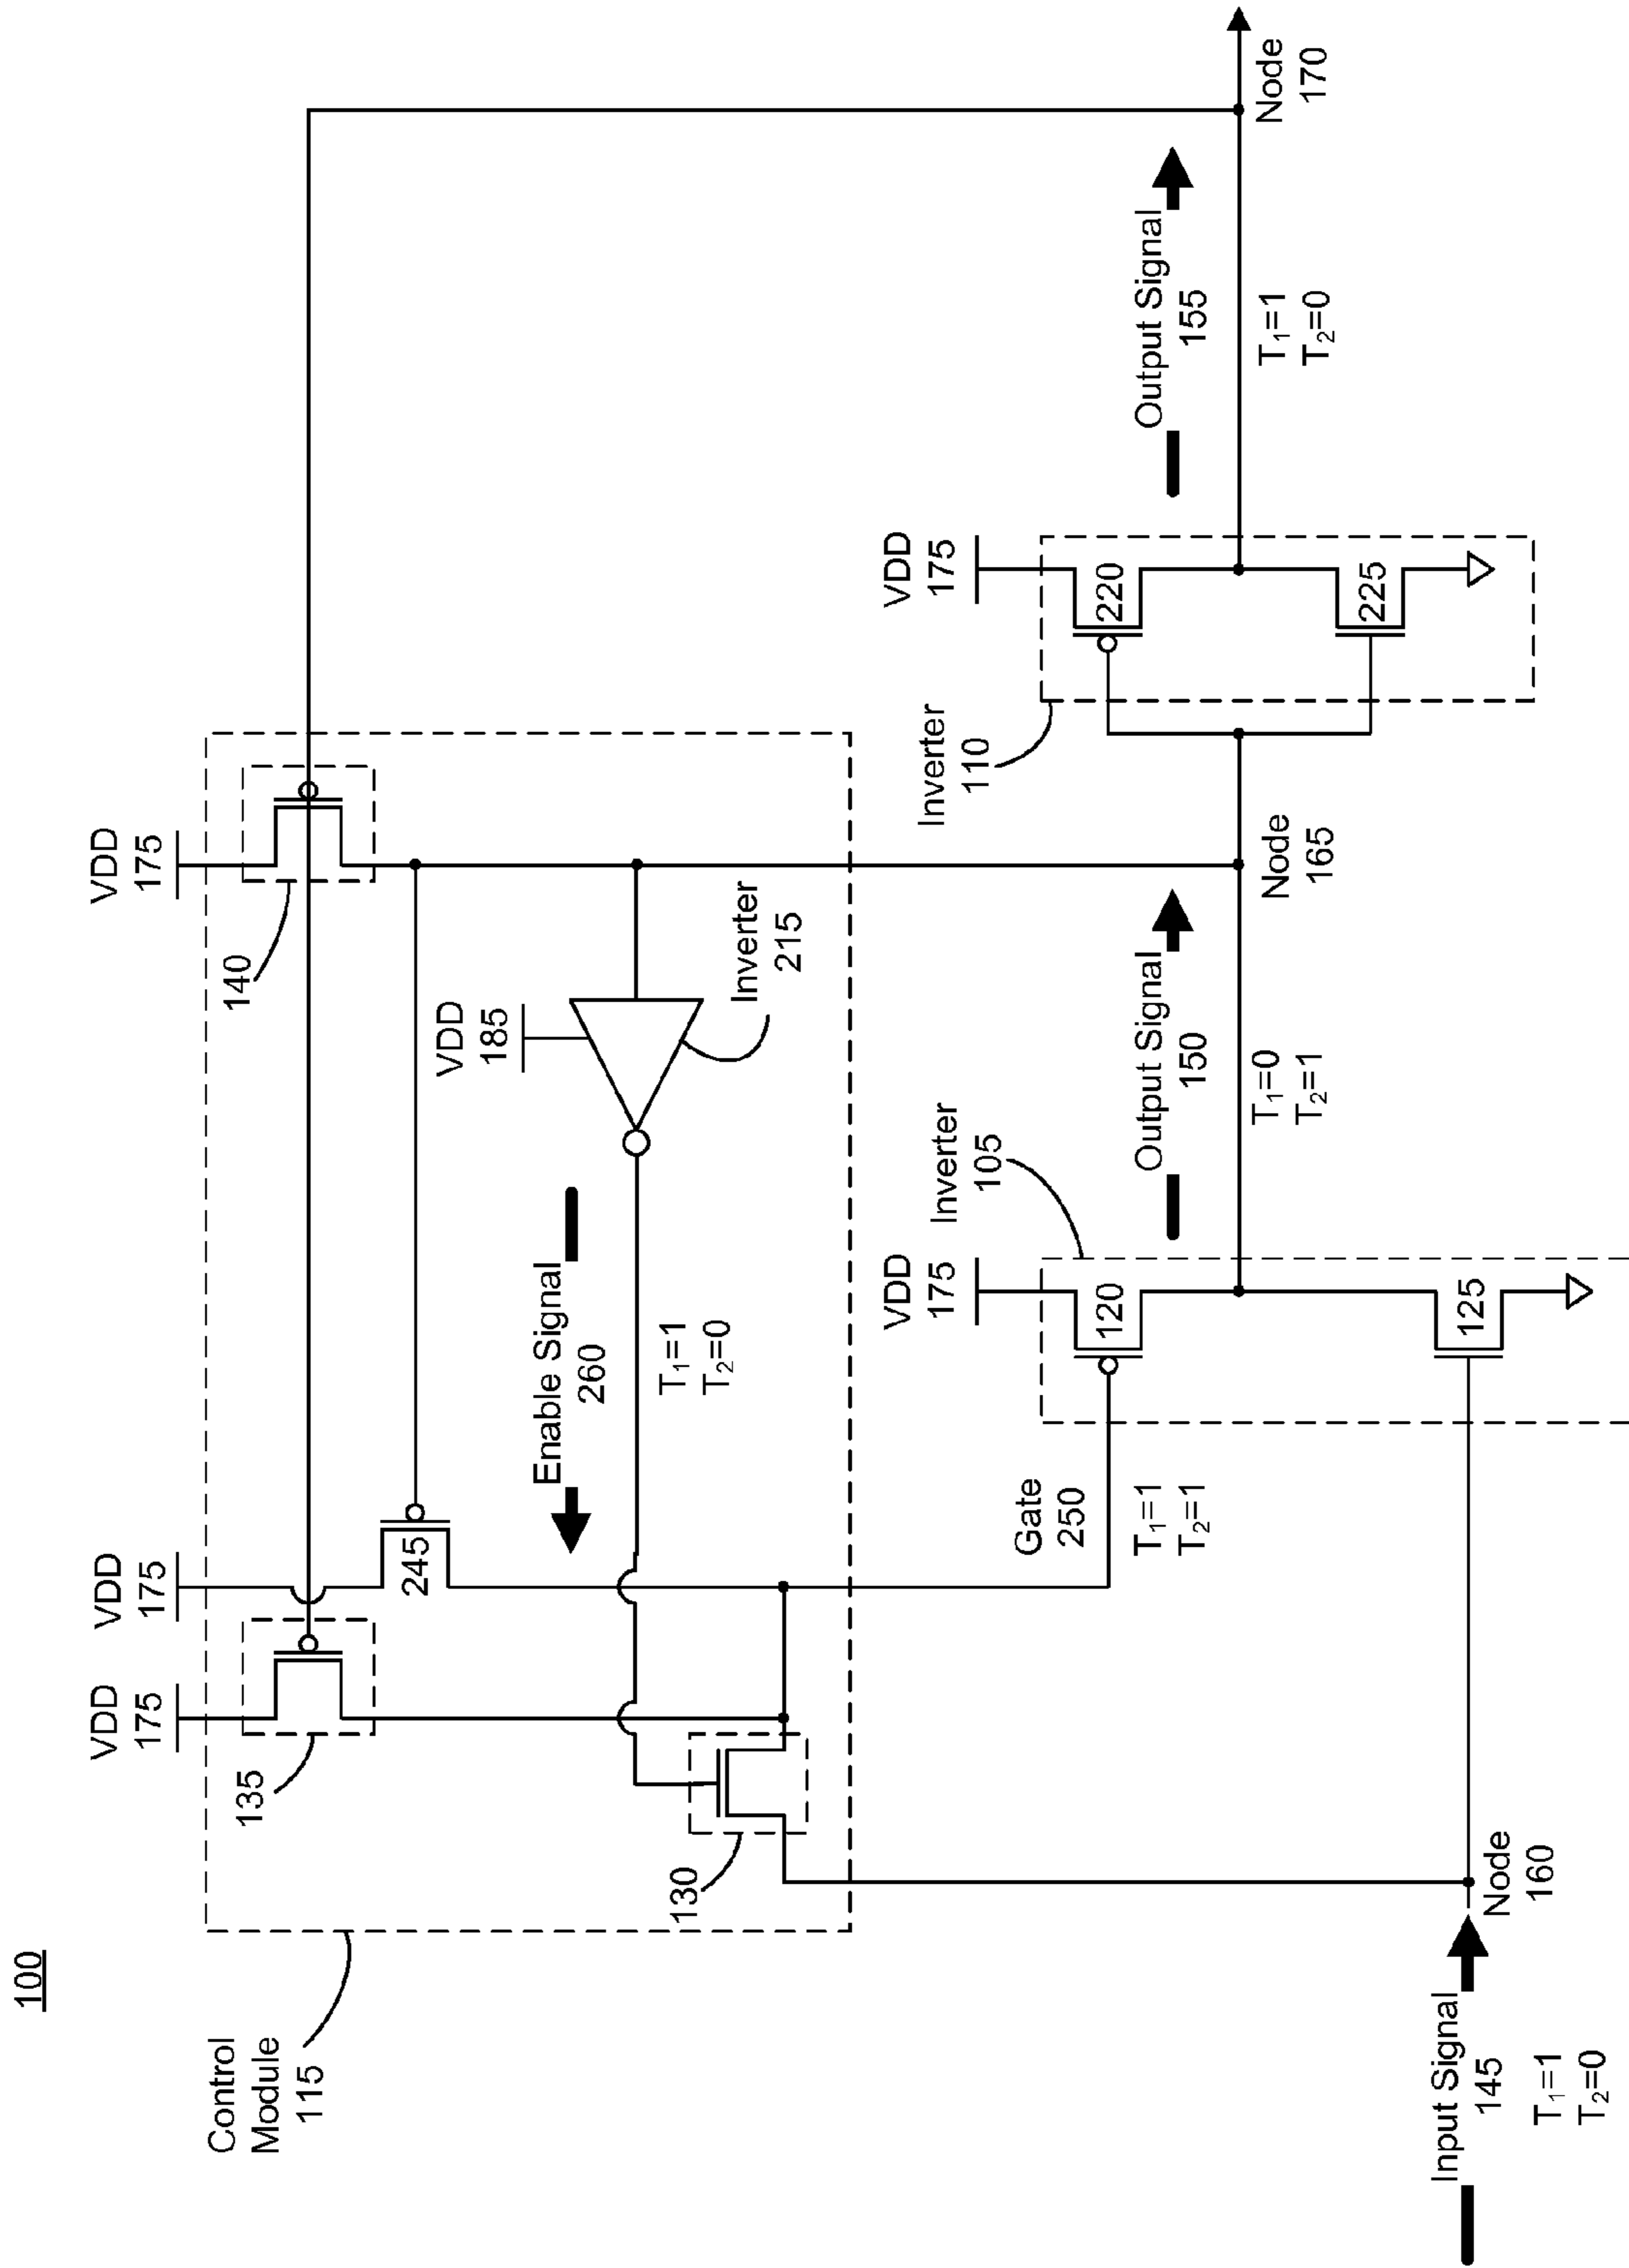 100
Control
Module
115
VDD
175
VDD
175
VDD
175
135
245
140
Enable Signal
260
VDD
185
T₁=1
T₂=0
Inverter
215
130
Gate
250
T₁=1
T₂=1
VDD
175
Inverter
105
120
125
Output Signal
150
T₁=0
T₂=1
Node
165
Inverter
110
VDD
175
220
225
Output Signal
155
T₁=1
T₂=0
Node
170
Input Signal
145
T₁=1
T₂=0
Node
160